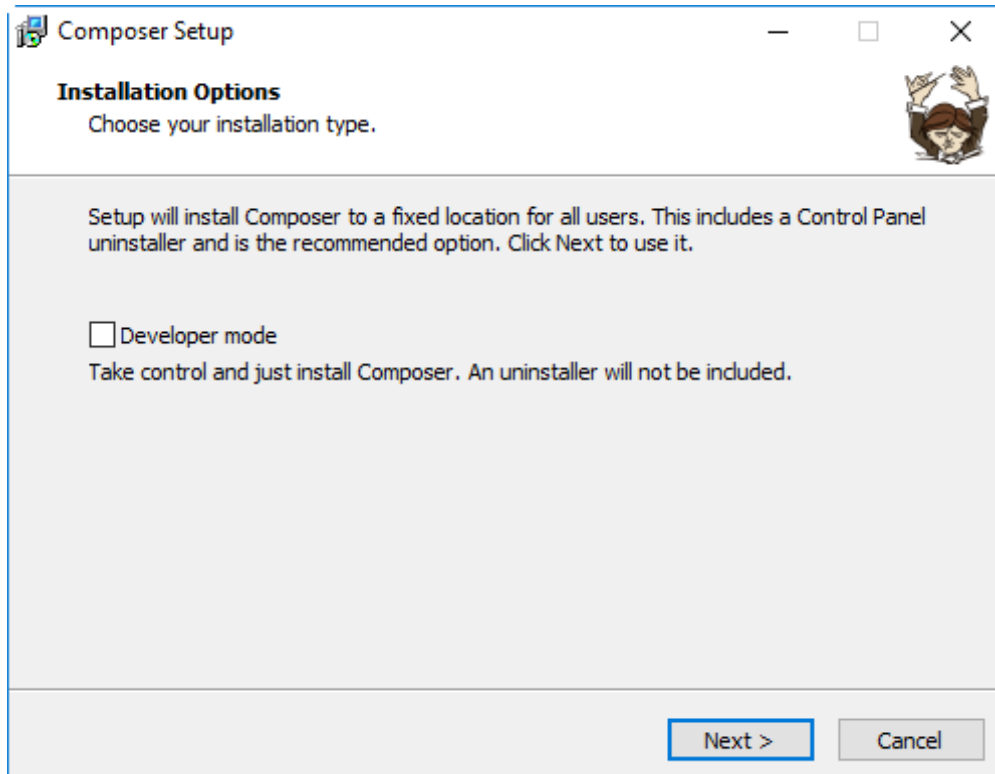 Composer Setup
Installation Options
Choose your installation type.
Setup will install Composer to a fixed location for all users. This includes a Control Panel
uninstaller and is the recommended option. Click Next to use it.
Developer mode
Take control and just install Composer. An uninstaller will not be included.
Next >
Cancel